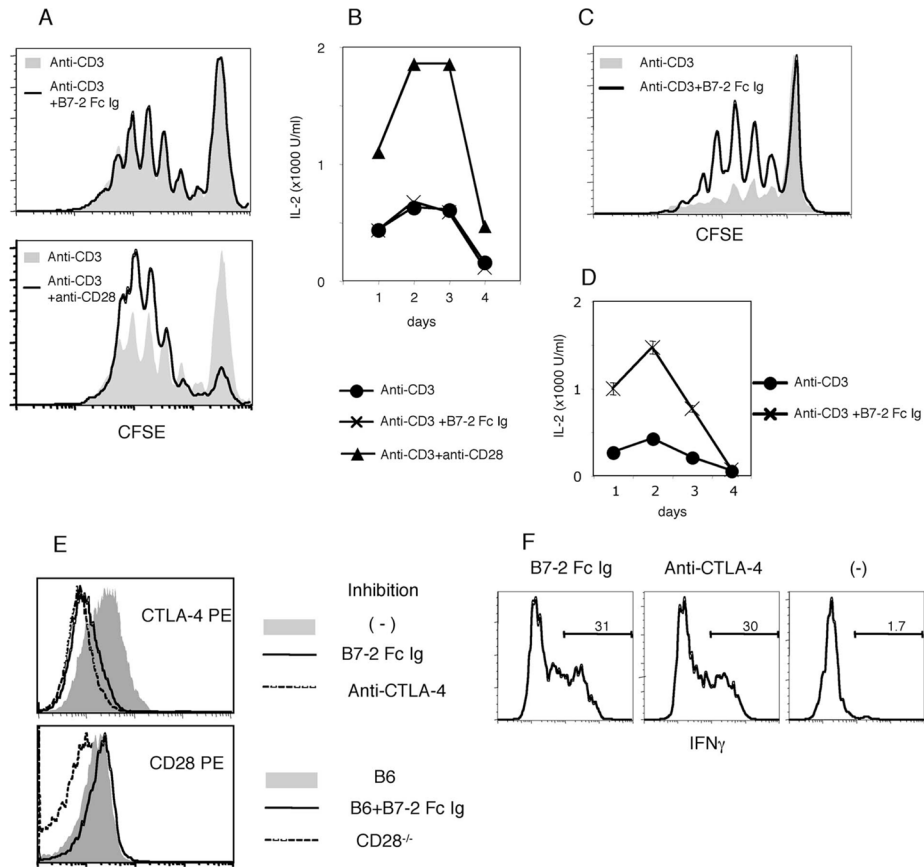 A
Anti-CD3
Anti-CD3
+B7-2 Fc Ig
Anti-CD3
Anti-CD3
+anti-CD28
CFSE
B
IL-2 (x1000 U/ml)
2
1
0
1 2 3 4
days
Anti-CD3
Anti-CD3 +B7-2 Fc Ig
Anti-CD3+anti-CD28
C
Anti-CD3
Anti-CD3+B7-2 Fc Ig
CFSE
D
IL-2 (x1000 U/ml)
2
1
0
1 2 3 4
days
Anti-CD3
Anti-CD3 +B7-2 Fc Ig
E
CTLA-4 PE
CD28 PE
Inhibition
(-)
B7-2 Fc Ig
Anti-CTLA-4
B6
B6+B7-2 Fc Ig
CD28-/-
F
B7-2 Fc Ig Anti-CTLA-4 (-)
31 30 1.7
IFNγ